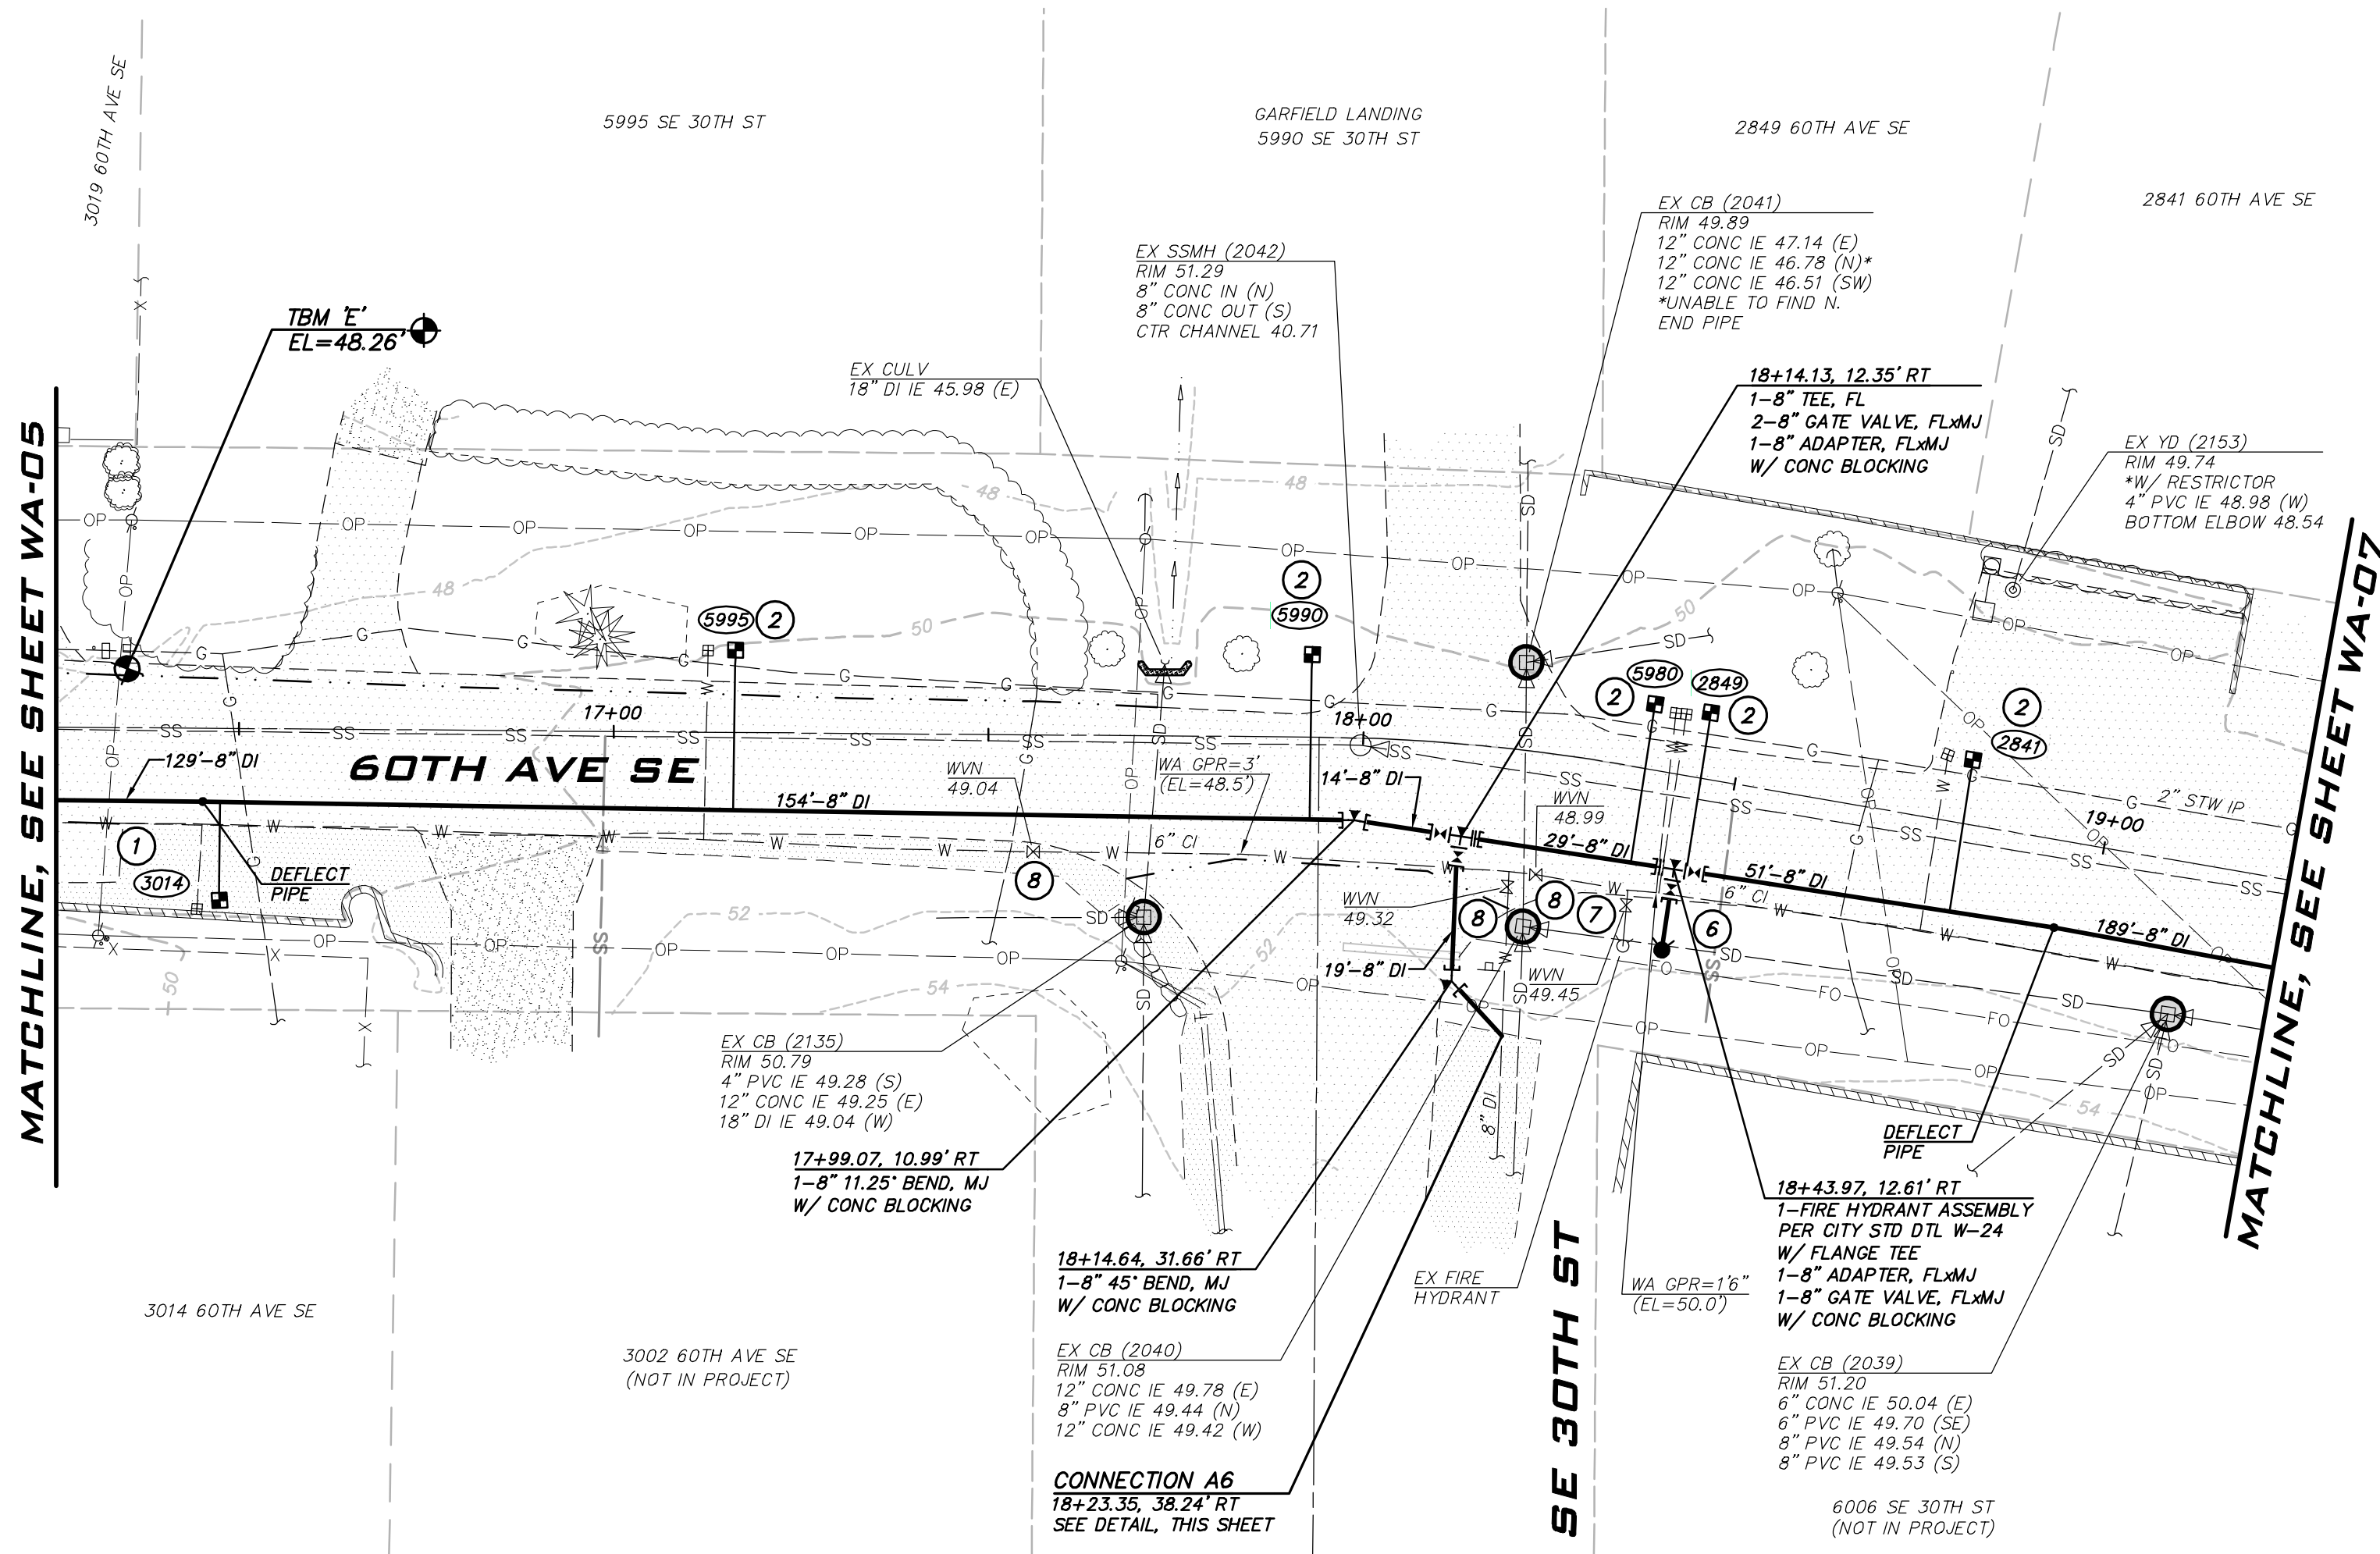 3019 60TH AVE SE
5995 SE 30TH ST
GARFIELD LANDING
5990 SE 30TH ST
2849 60TH AVE SE
2841 60TH AVE SE
MATCHLINE, SEE SHEET WA-05
TBM 'E'
EL=48.26'
EX CULV
18" DI IE 45.98 (E)
EX SSMH (2042)
RIM 51.29
8" CONC IN (N)
8" CONC OUT (S)
CTR CHANNEL 40.71
EX CB (2041)
RIM 49.89
12" CONC IE 47.14 (E)
12" CONC IE 46.78 (N)*
12" CONC IE 46.51 (SW)
*UNABLE TO FIND N.
END PIPE
18+14.13, 12.35' RT
1-8" TEE, FL
2-8" GATE VALVE, FLxMJ
1-8" ADAPTER, FLxMJ
W/ CONC BLOCKING
EX YD (2153)
RIM 49.74
*W/ RESTRICTOR
4" PVC IE 48.98 (W)
BOTTOM ELBOW 48.54
MATCHLINE, SEE SHEET WA-07
48
48
48
50
50
5995
2
2
5990
5980
2
2849
2
2
2841
17+00
18+00
19+00
2" STW IP
60TH AVE SE
129'-8" DI
154'-8" DI
14'-8" DI
29'-8" DI
51'-8" DI
189'-8" DI
19'-8" DI
WVN
49.04
WA GPR=3'
(EL=48.5')
6" CI
WVN
48.99
6" CI
1
3014
DEFLECT
PIPE
8
8
8
7
6
WVN
49.32
WVN
49.45
52
52
54
50
54
8" DI
EX CB (2135)
RIM 50.79
4" PVC IE 49.28 (S)
12" CONC IE 49.25 (E)
18" DI IE 49.04 (W)
17+99.07, 10.99' RT
1-8" 11.25° BEND, MJ
W/ CONC BLOCKING
18+14.64, 31.66' RT
1-8" 45° BEND, MJ
W/ CONC BLOCKING
EX CB (2040)
RIM 51.08
12" CONC IE 49.78 (E)
8" PVC IE 49.44 (N)
12" CONC IE 49.42 (W)
CONNECTION A6
18+23.35, 38.24' RT
SEE DETAIL, THIS SHEET
EX FIRE
HYDRANT
SE 30TH ST
WA GPR=1'6"
(EL=50.0')
DEFLECT
PIPE
18+43.97, 12.61' RT
1-FIRE HYDRANT ASSEMBLY
PER CITY STD DTL W-24
W/ FLANGE TEE
1-8" ADAPTER, FLxMJ
1-8" GATE VALVE, FLxMJ
W/ CONC BLOCKING
EX CB (2039)
RIM 51.20
6" CONC IE 50.04 (E)
6" PVC IE 49.70 (SE)
8" PVC IE 49.54 (N)
8" PVC IE 49.53 (S)
3014 60TH AVE SE
3002 60TH AVE SE
(NOT IN PROJECT)
6006 SE 30TH ST
(NOT IN PROJECT)